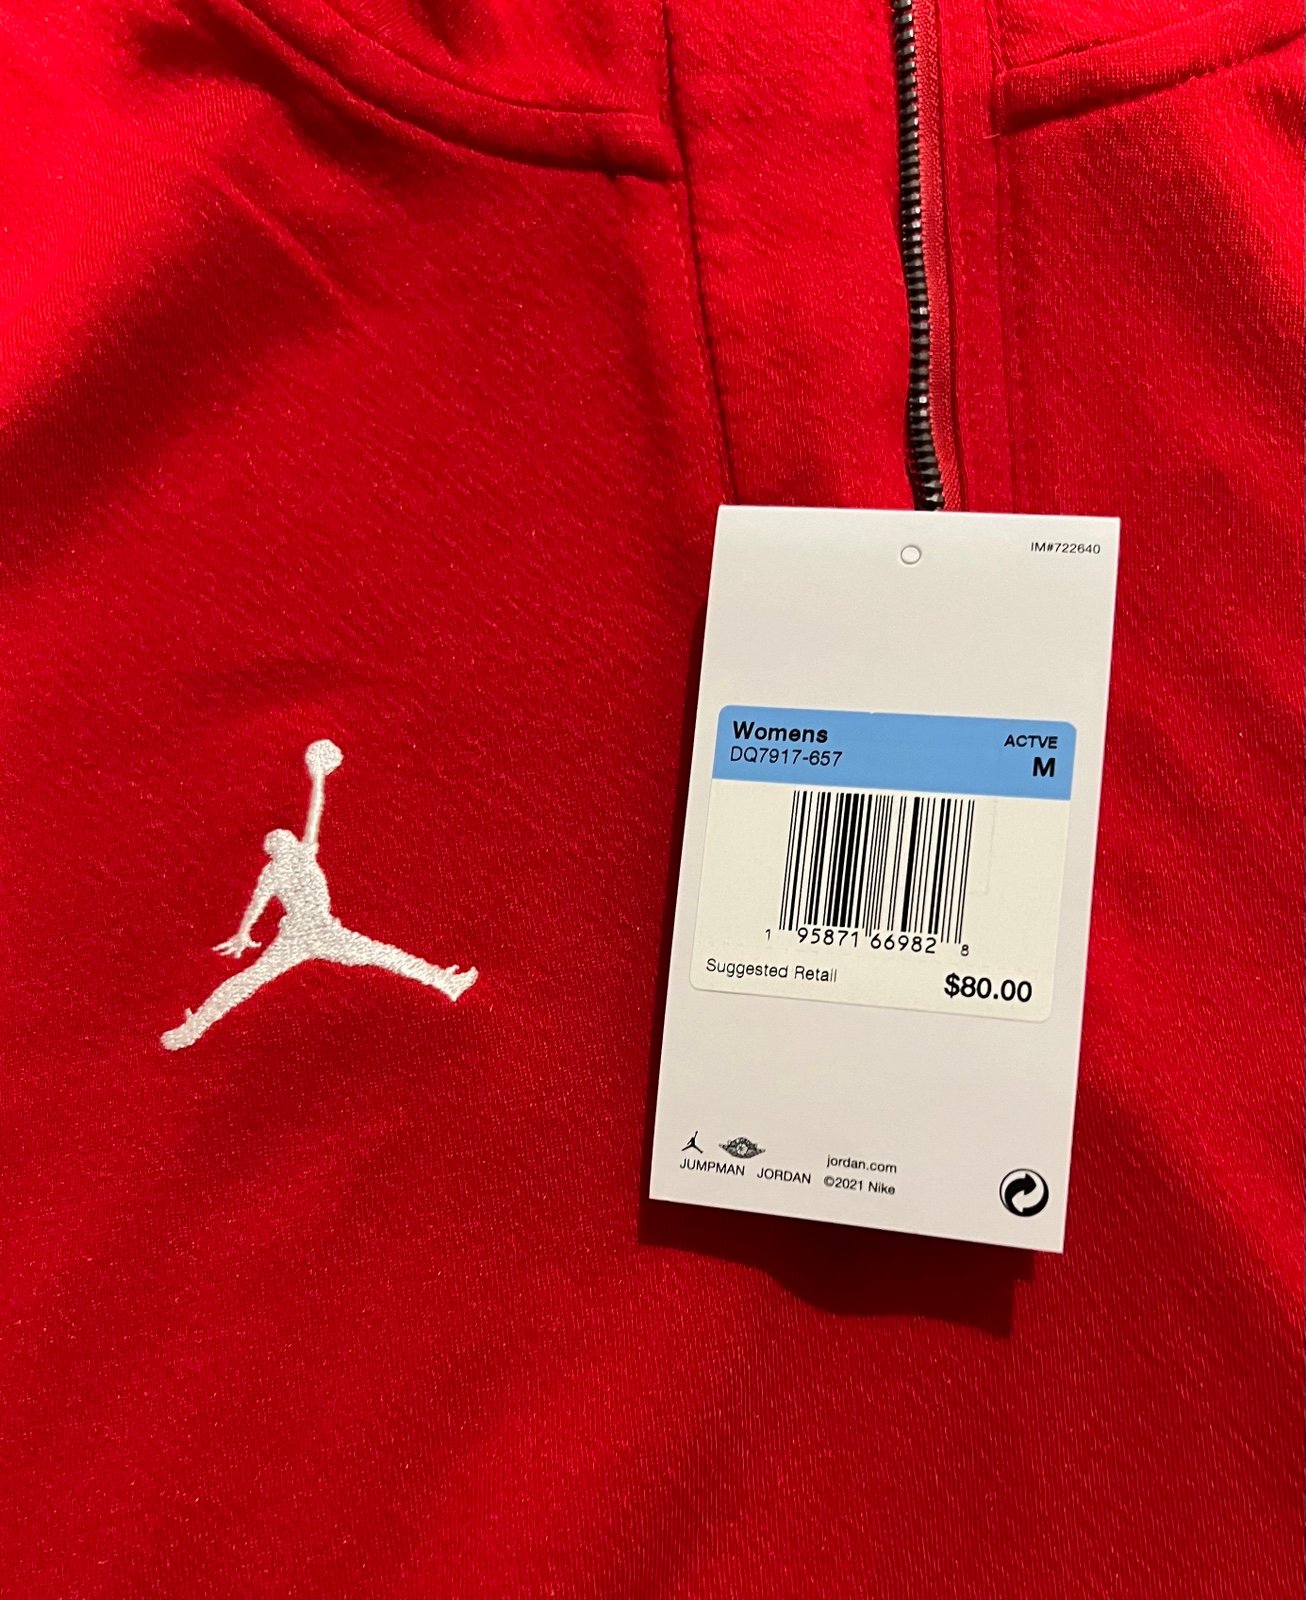 IM#722640
Womens
DQ7917-657
ACTVE
M
1 95871 66982 8
Suggested Retail
$80.00
JUMPMAN JORDAN
jordan.com
©2021 Nike